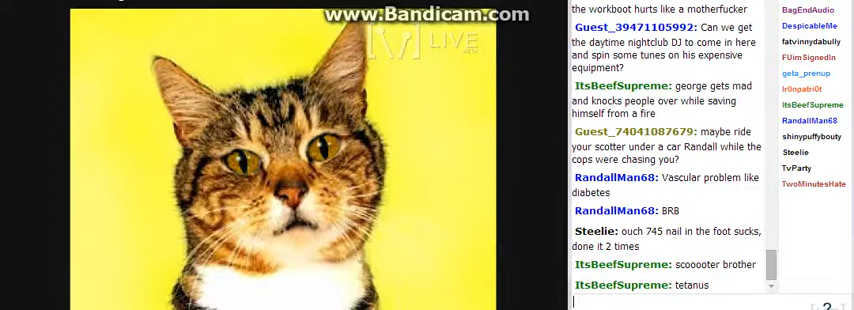 www.Bandicam.com
[V] LIVE
the workboot hurts like a motherfucker
Guest_39471105992: Can we get
the daytime nightclub DJ to come in here
and spin some tunes on his expensive
equipment?
ItsBeefSupreme: george gets mad
and knocks people over while saving
himself from a fire
Guest_74041087679: maybe ride
your scotter under a car Randall while the
cops were chasing you?
RandallMan68: Vascular problem like
diabetes
RandallMan68: BRB
Steelie: ouch 745 nail in the foot sucks,
done it 2 times
ItsBeefSupreme: scooooter brother
ItsBeefSupreme: tetanus
BagEndAudio
DespicableMe
fatvinnydabully
FUimSignedIn
geta_prenup
Ir0npatri0t
ItsBeefSupreme
RandallMan68
shinypuffybouty
Steelie
TvParty
TwoMinutesHate
[ ? ]